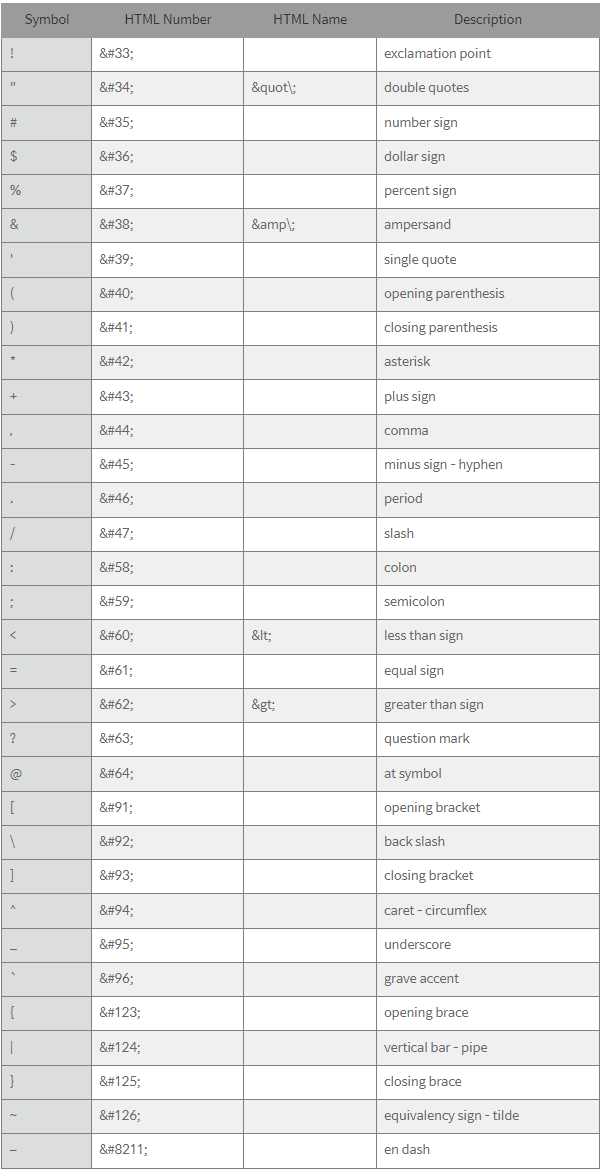 Symbol HTML Number HTML Name Description
! &#33; exclamation point
" &#34; &quot\; double quotes
# &#35; number sign
$ &#36; dollar sign
% &#37; percent sign
& &#38; &amp\; ampersand
' &#39; single quote
( &#40; opening parenthesis
) &#41; closing parenthesis
* &#42; asterisk
+ &#43; plus sign
, &#44; comma
- &#45; minus sign - hyphen
. &#46; period
/ &#47; slash
: &#58; colon
; &#59; semicolon
< &#60; &lt; less than sign
= &#61; equal sign
> &#62; &gt; greater than sign
? &#63; question mark
@ &#64; at symbol
[ &#91; opening bracket
\ &#92; back slash
] &#93; closing bracket
^ &#94; caret - circumflex
_ &#95; underscore
` &#96; grave accent
{ &#123; opening brace
| &#124; vertical bar - pipe
} &#125; closing brace
~ &#126; equivalency sign - tilde
– &#8211; en dash